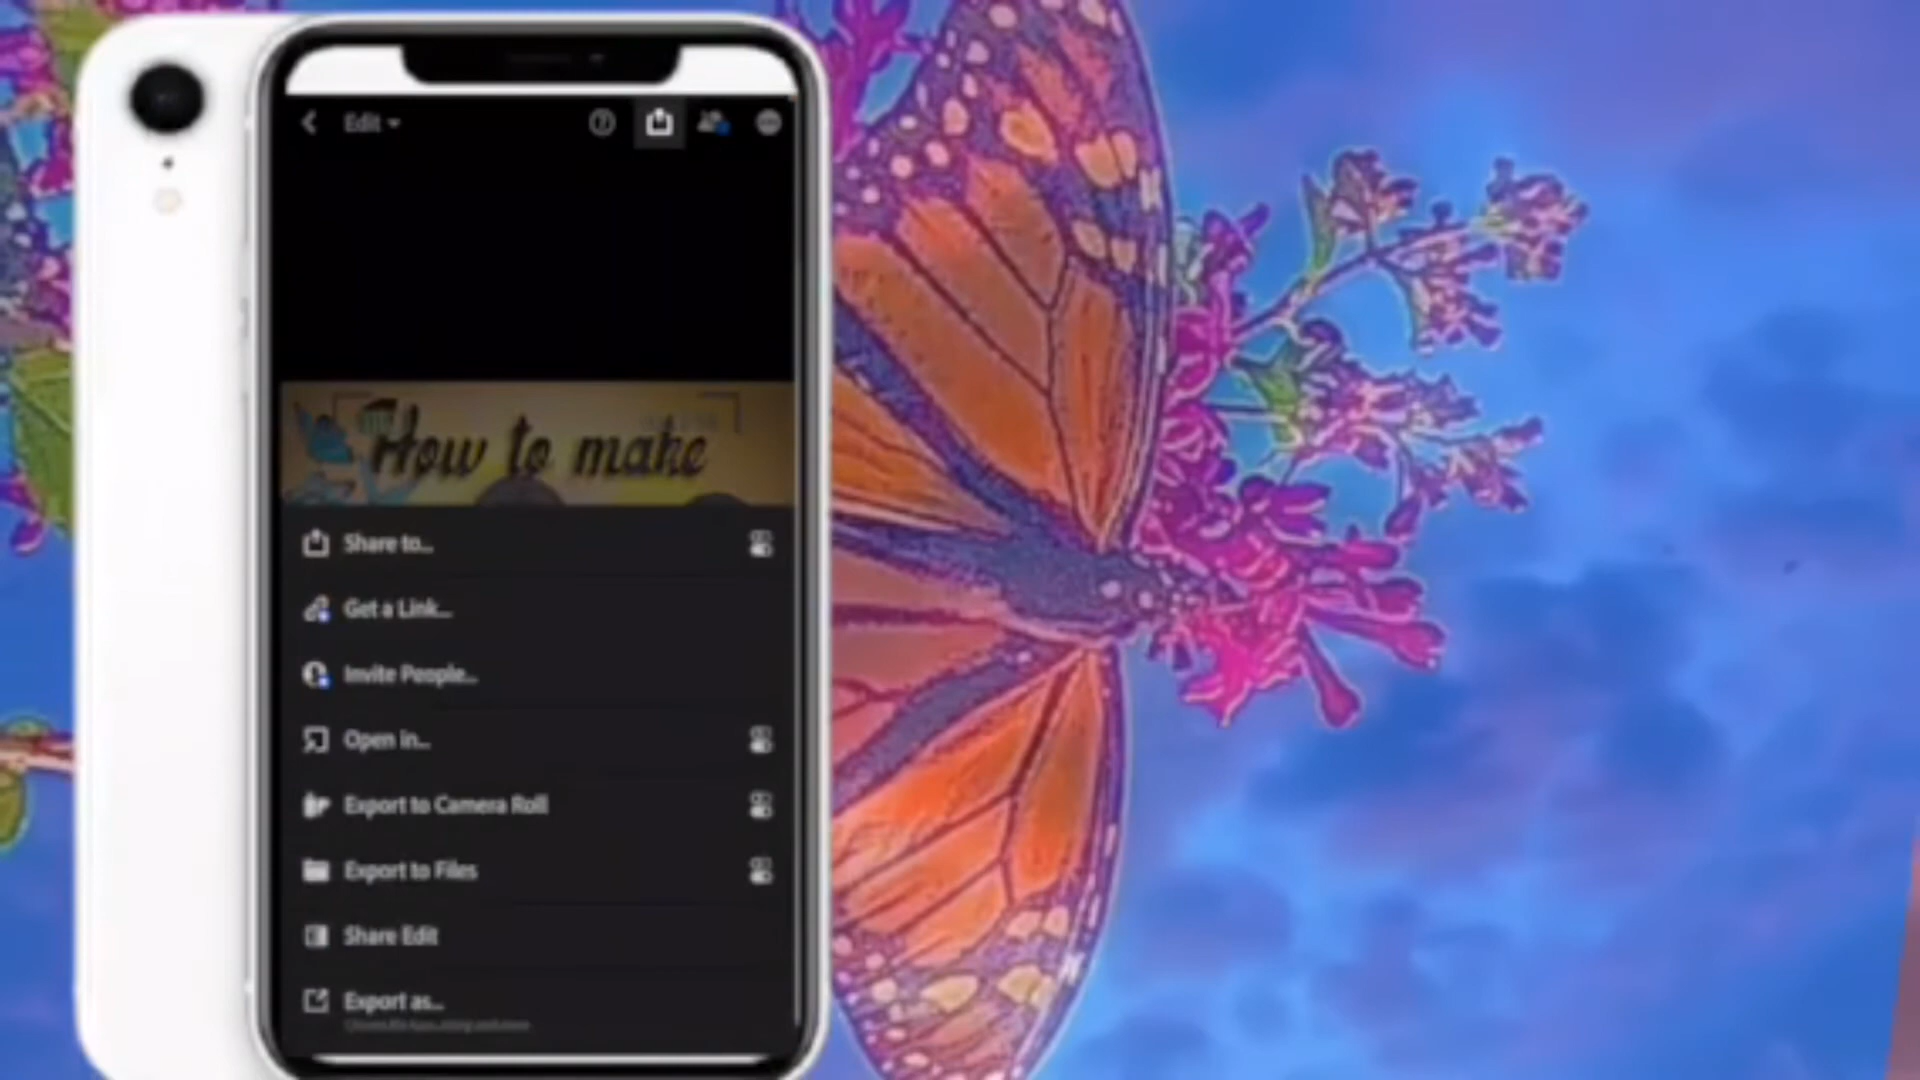 Edit
How to make
Share to...
Get a Link...
Invite People...
Open in...
Export to Camera Roll
Export to Files
Share Edit
Export as...